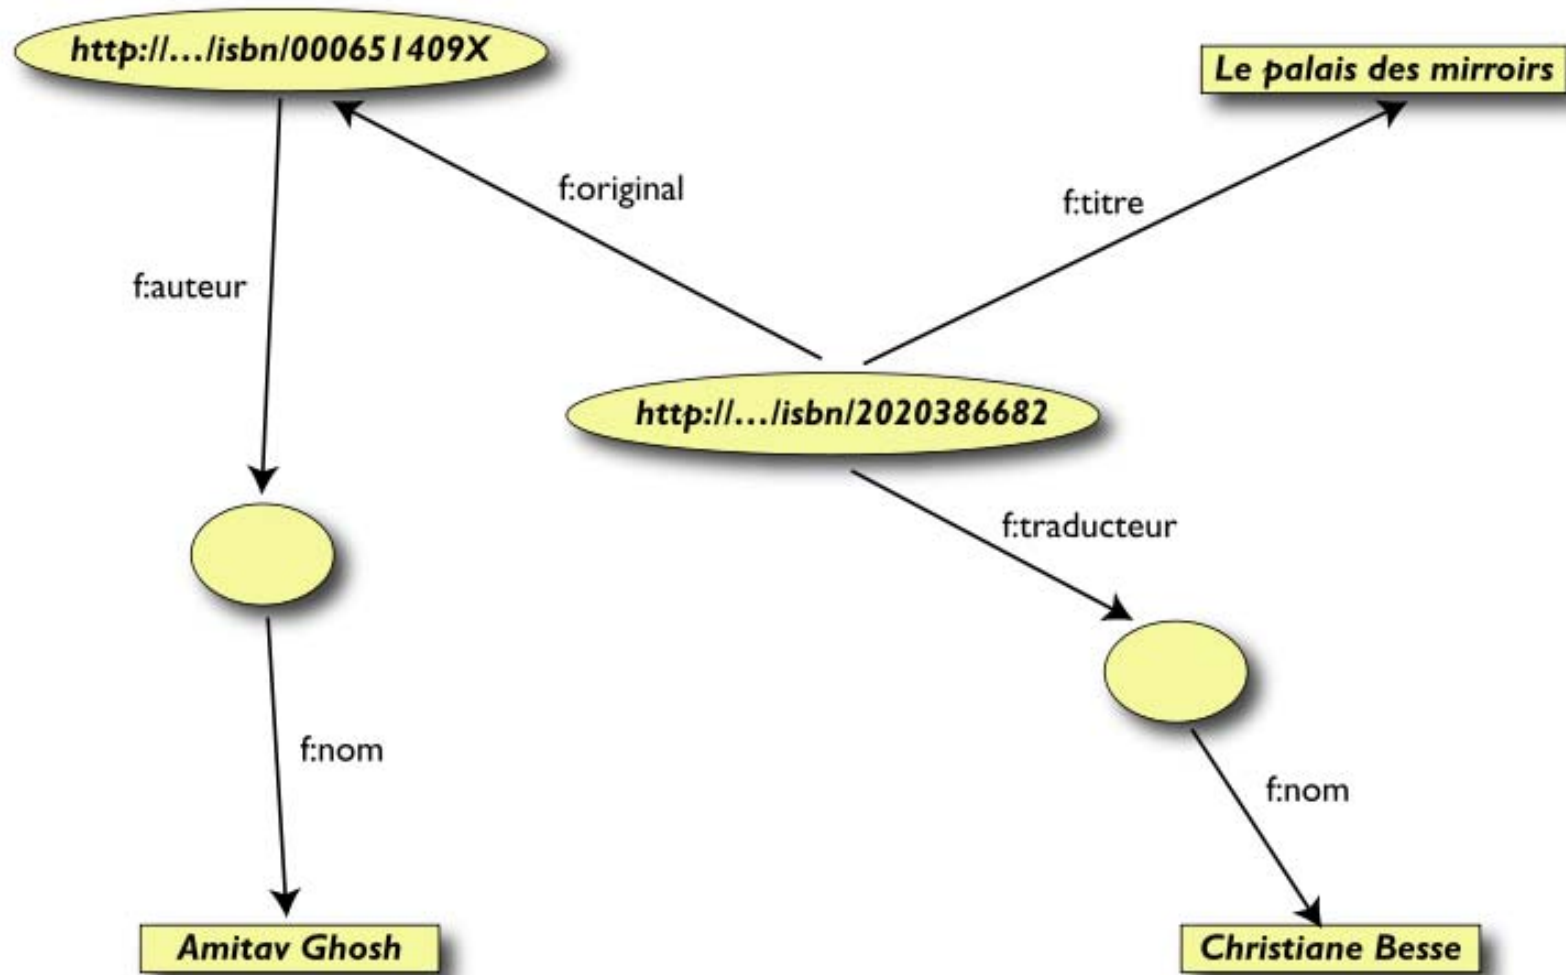 http://…/isbn/000651409X
Le palais des mirroirs
f:original
f:titre
f:auteur
http://…/isbn/2020386682
f:traducteur
f:nom
f:nom
Amitav Ghosh
Christiane Besse